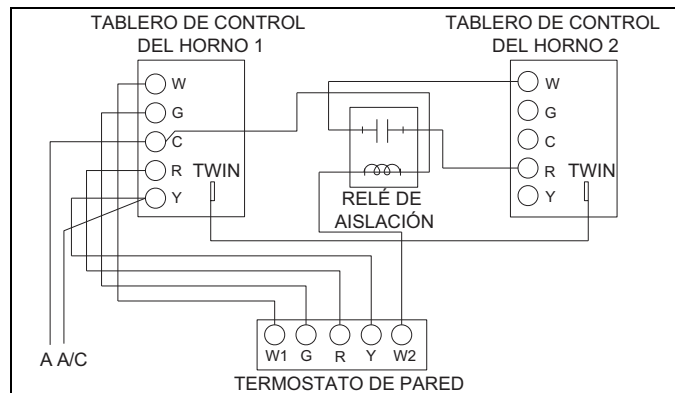 TABLERO DE CONTROL
DEL HORNO 1
TABLERO DE CONTROL
DEL HORNO 2
W
G
C
R
Y
TWIN
RELÉ DE
AISLACIÓN
W
G
C
R
Y
TWIN
A A/C
W1 G R Y W2
TERMOSTATO DE PARED